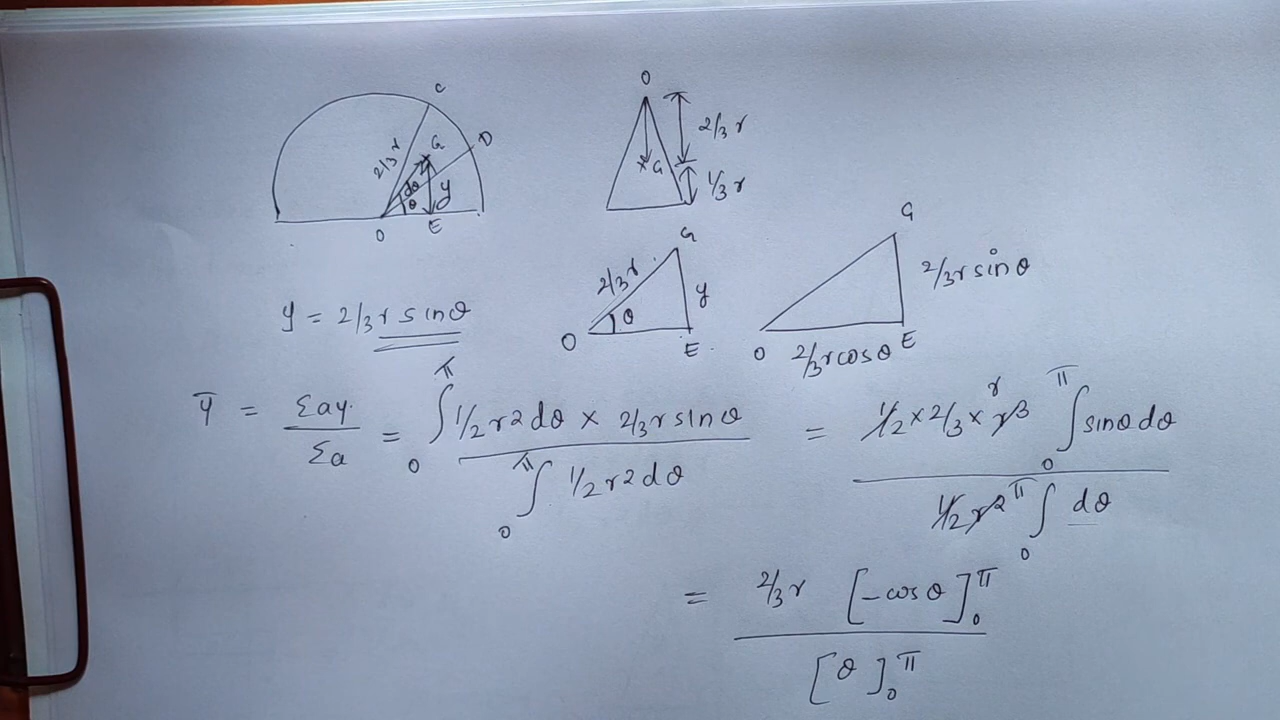 C
D
G
2/3 r
dθ
θ
y
O
E
O
2/3 r
G
1/3 r
G
2/3 r
y
θ
O
E
G
2/3 r sin θ
O
2/3 r cos θ
E
y = 2/3 r sin θ
ȳ = Σay / Σa = ∫₀^π 1/2 r2 dθ × 2/3 r sin θ / ∫₀^π 1/2 r2 dθ = 1/2 × 2/3 × r3 r ∫₀^π sin θ dθ / 1/2 r2 ∫₀^π dθ
= 2/3 r [-cos θ]₀^π / [θ]₀^π